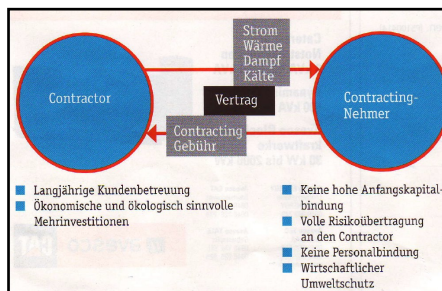 Strom
Wärme
Dampf
Kälte
Contractor
Vertrag
Contracting-
Nehmer
Contracting
Gebühr
Langjährige Kundenbetreuung
Ökonomische und ökologisch sinnvolle
Mehrinvestitionen
Keine hohe Anfangskapital-
bindung
Volle Risikoübertragung
an den Contractor
Keine Personalbindung
Wirtschaftlicher
Umweltschutz